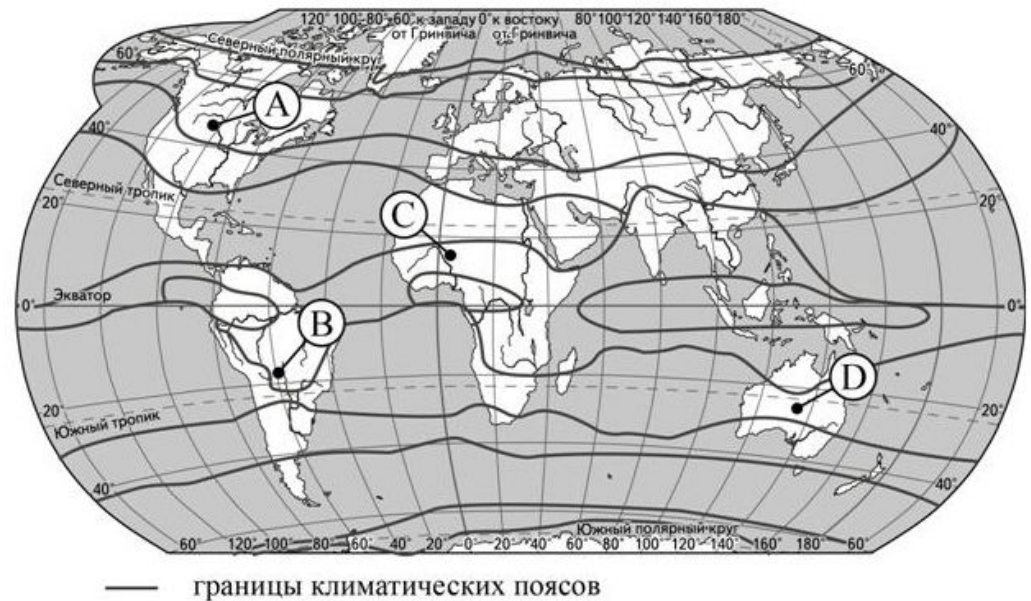 120° 100° 80° 60° к западу 0° к востоку 80° 100° 120° 140° 160° 180°
от Гринвича от Гринвича
Северный полярный круг
60° 60°
A
40° 40°
Северный тропик
C
20° 20°
Экватор
0° 0°
B
D
20° 20°
Южный тропик
40° 40°
Южный полярный круг
60° 120° 100° 80° 60° 40° 20° 0° 20° 40° 60° 80° 100° 120° 140° 160° 180° 60°
границы климатических поясов